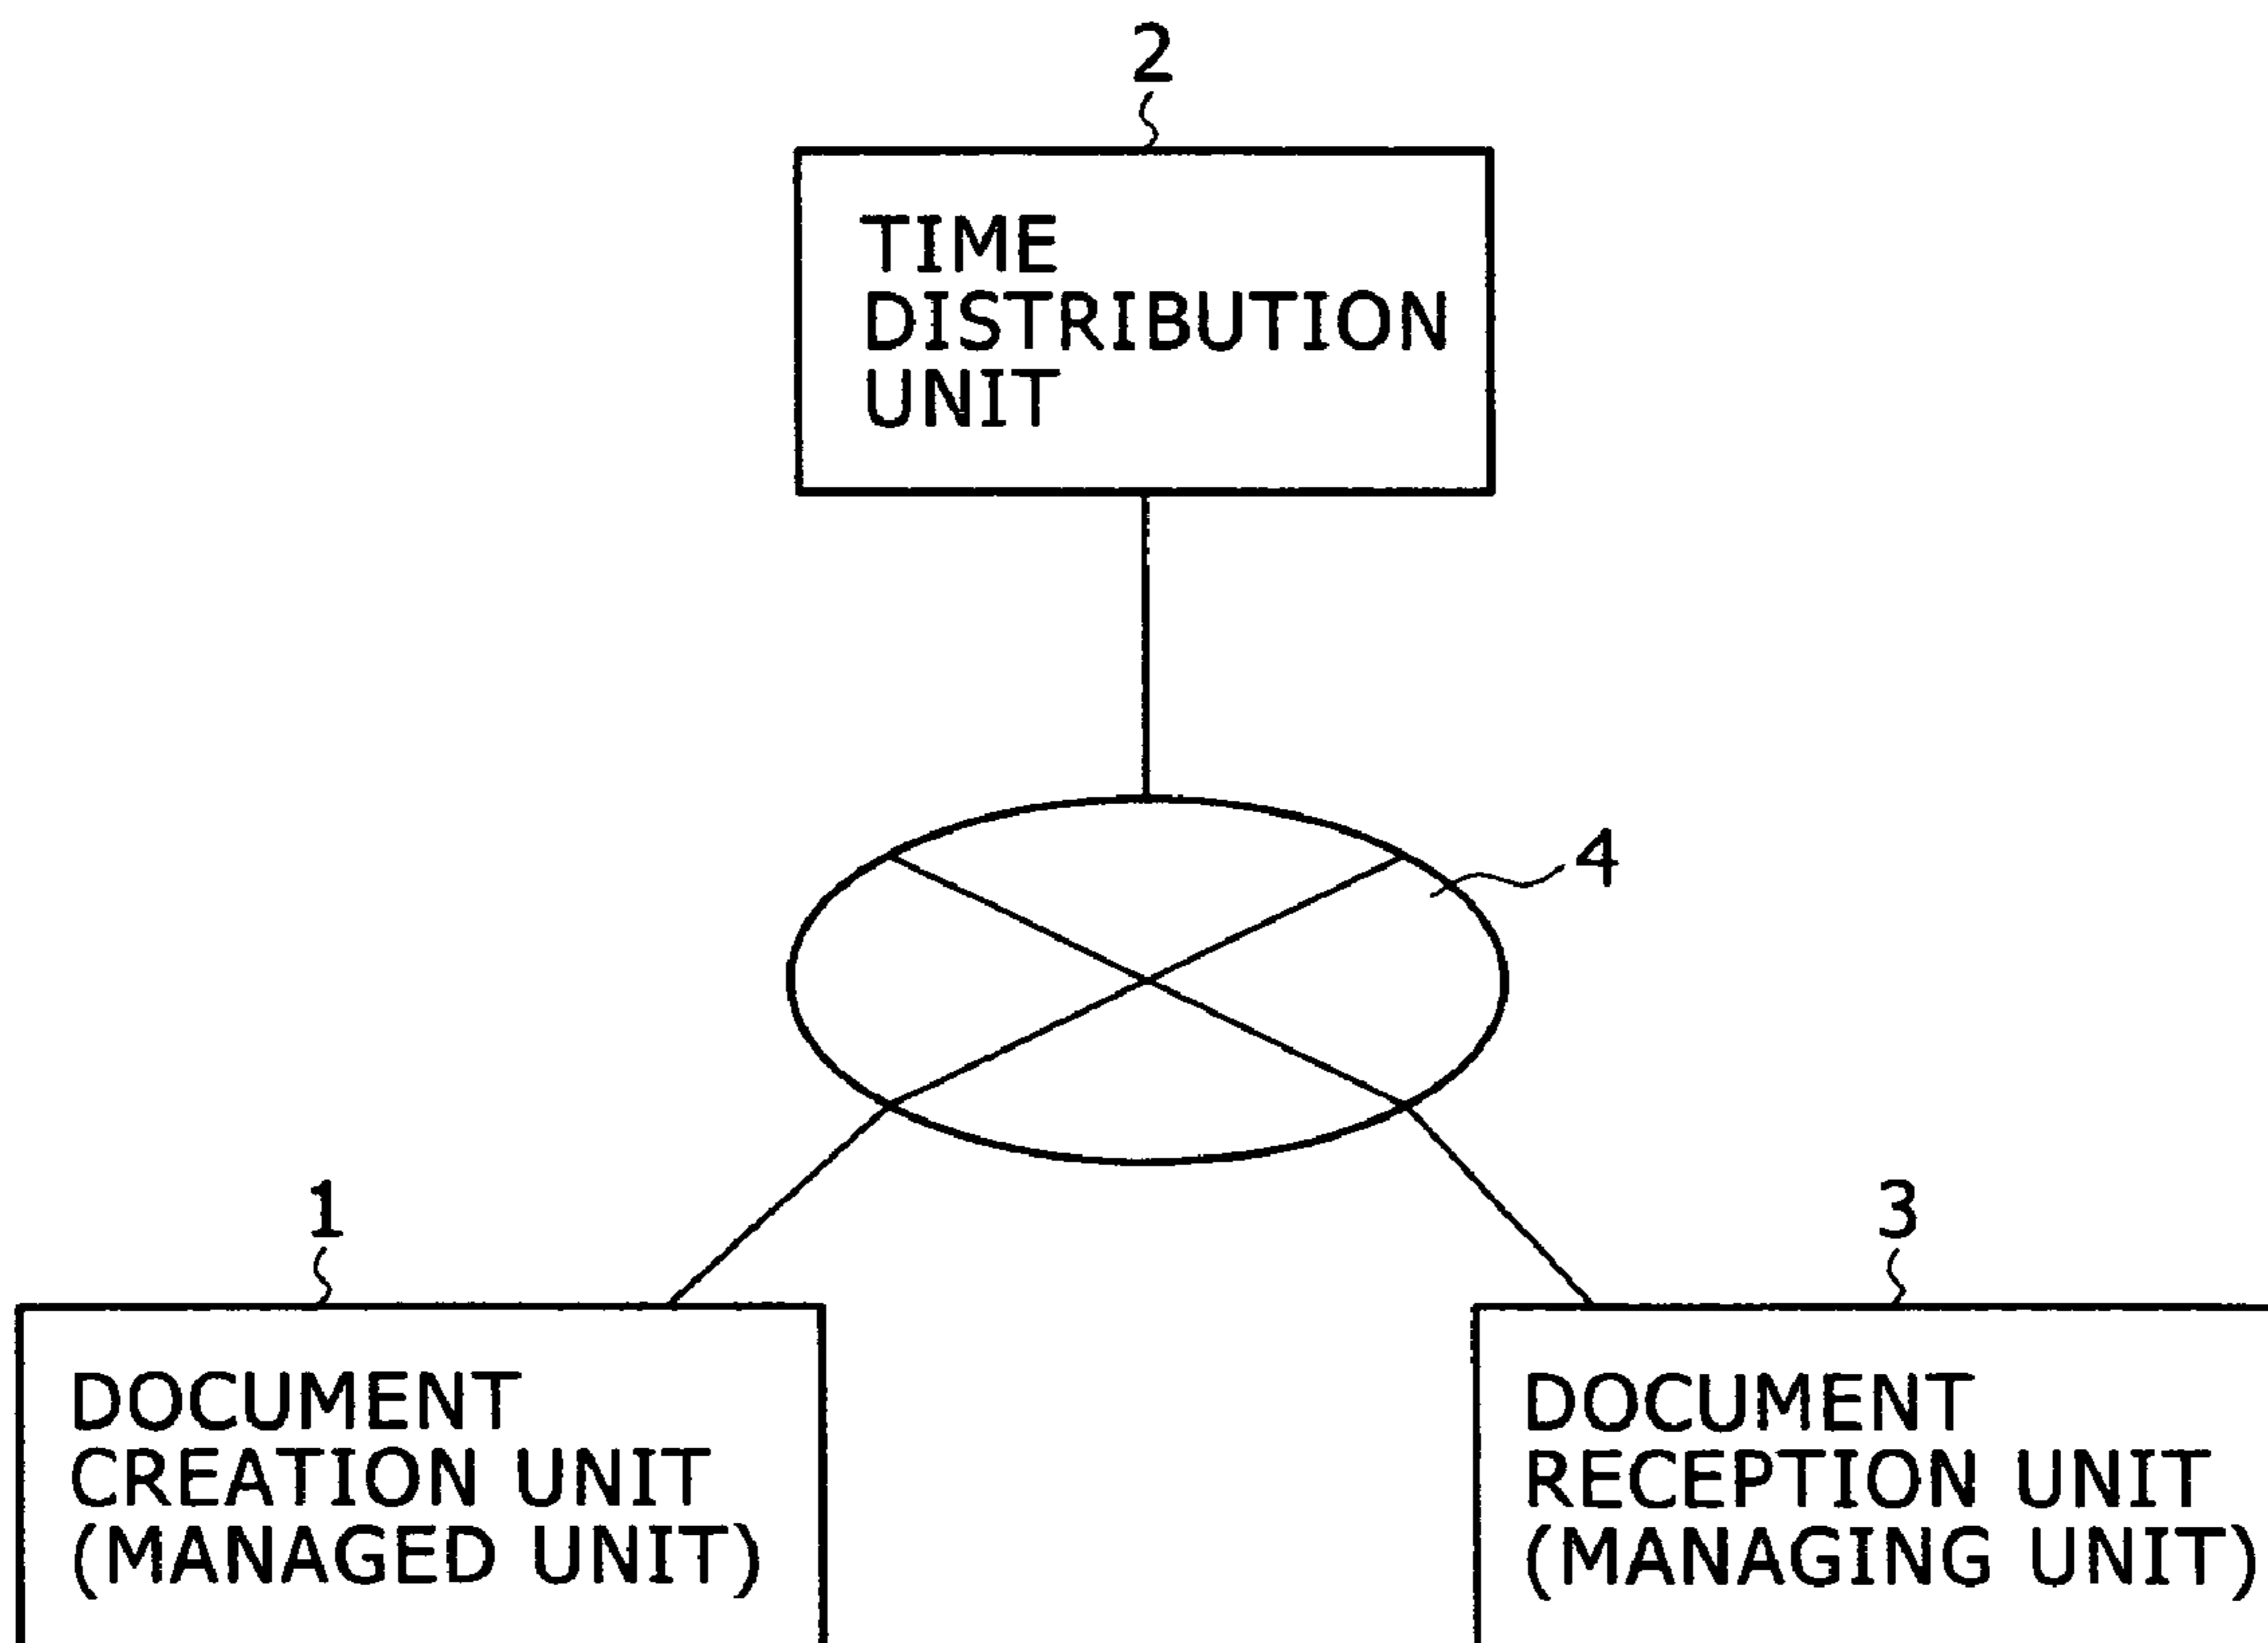 2
TIME
DISTRIBUTION
UNIT
4
1
3
DOCUMENT
CREATION UNIT
(MANAGED UNIT)
DOCUMENT
RECEPTION UNIT
(MANAGING UNIT)